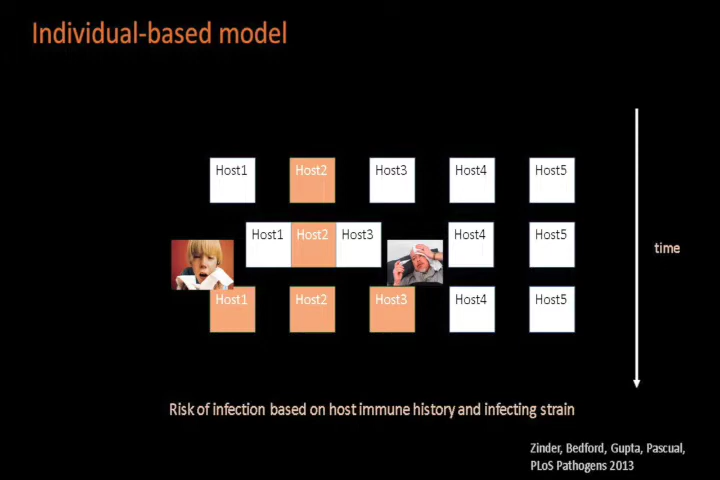 Individual-based model
Host1 Host2 Host3 Host4 Host5
Host1 Host2 Host3 Host4 Host5
time
Host1 Host2 Host3 Host4 Host5
Risk of infection based on host immune history and infecting strain
Zinder, Bedford, Gupta, Pascual,
PLoS Pathogens 2013